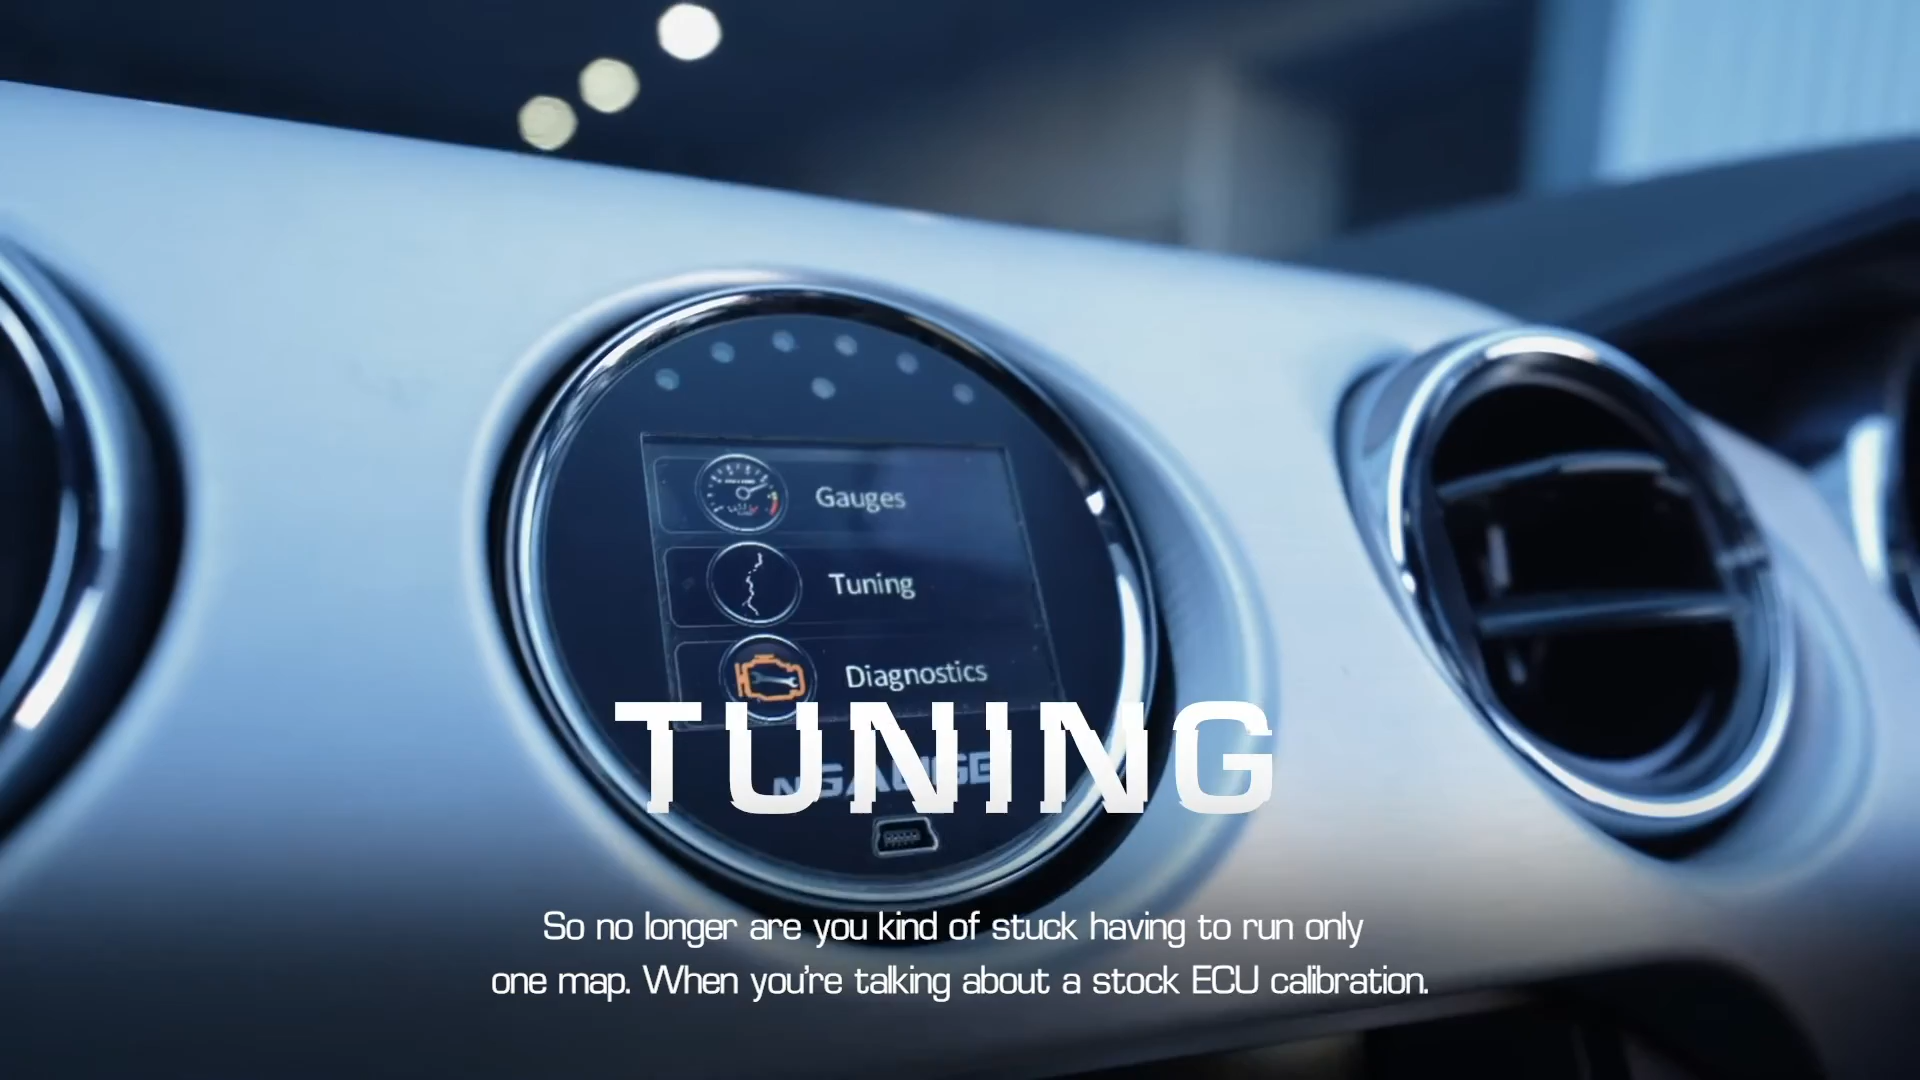 Gauges
Tuning
Diagnostics
TUNING
nGAUGE
So no longer are you kind of stuck having to run only
one map. When you're talking about a stock ECU calibration.